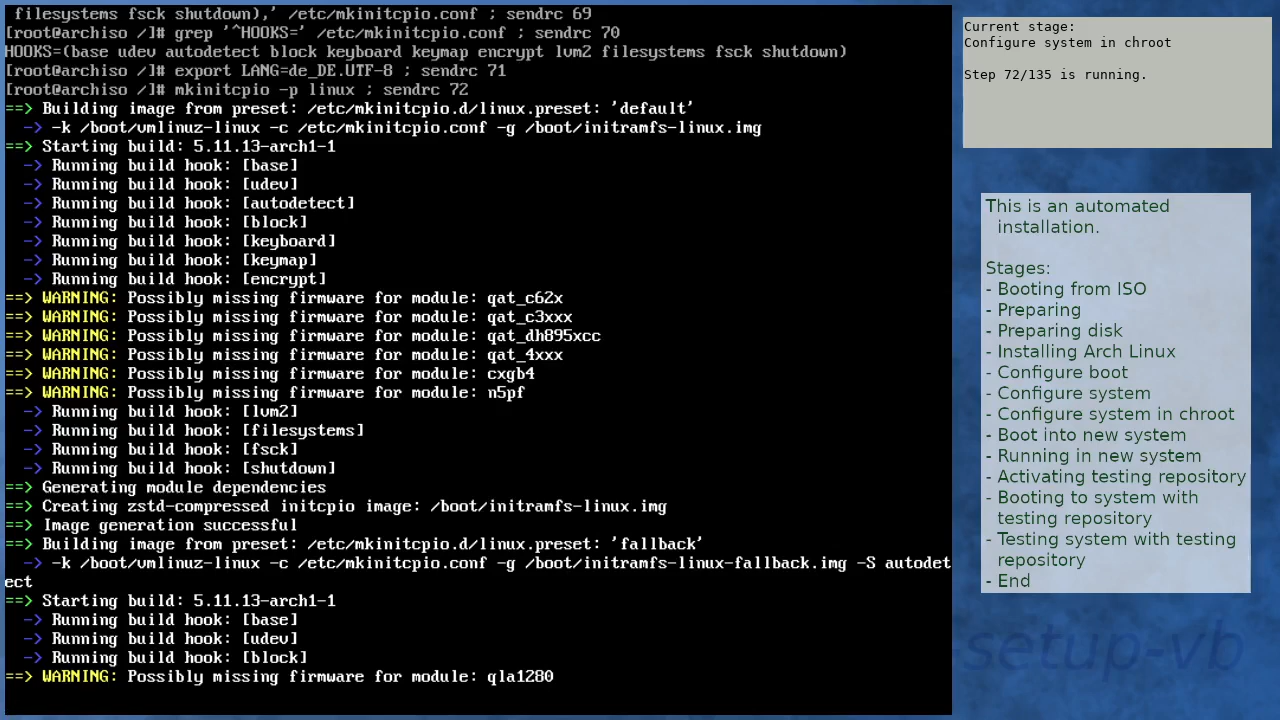 filesystems fsck shutdown),' /etc/mkinitcpio.conf ; sendrc 69
[root@archiso /]# grep '^HOOKS=' /etc/mkinitcpio.conf ; sendrc 70
HOOKS=(base udev autodetect block keyboard keymap encrypt lvm2 filesystems fsck shutdown)
[root@archiso /]# export LANG=de_DE.UTF-8 ; sendrc 71
[root@archiso /]# mkinitcpio -p linux ; sendrc 72
==> Building image from preset: /etc/mkinitcpio.d/linux.preset: 'default'
  -> -k /boot/vmlinuz-linux -c /etc/mkinitcpio.conf -g /boot/initramfs-linux.img
==> Starting build: 5.11.13-arch1-1
  -> Running build hook: [base]
  -> Running build hook: [udev]
  -> Running build hook: [autodetect]
  -> Running build hook: [block]
  -> Running build hook: [keyboard]
  -> Running build hook: [keymap]
  -> Running build hook: [encrypt]
==> WARNING: Possibly missing firmware for module: qat_c62x
==> WARNING: Possibly missing firmware for module: qat_c3xxx
==> WARNING: Possibly missing firmware for module: qat_dh895xcc
==> WARNING: Possibly missing firmware for module: qat_4xxx
==> WARNING: Possibly missing firmware for module: cxgb4
==> WARNING: Possibly missing firmware for module: n5pf
  -> Running build hook: [lvm2]
  -> Running build hook: [filesystems]
  -> Running build hook: [fsck]
  -> Running build hook: [shutdown]
==> Generating module dependencies
==> Creating zstd-compressed initcpio image: /boot/initramfs-linux.img
==> Image generation successful
==> Building image from preset: /etc/mkinitcpio.d/linux.preset: 'fallback'
  -> -k /boot/vmlinuz-linux -c /etc/mkinitcpio.conf -g /boot/initramfs-linux-fallback.img -S autodet
ect
==> Starting build: 5.11.13-arch1-1
  -> Running build hook: [base]
  -> Running build hook: [udev]
  -> Running build hook: [block]
==> WARNING: Possibly missing firmware for module: qla1280
Current stage:
Configure system in chroot
Step 72/135 is running.
This is an automated
installation.
Stages:
- Booting from ISO
- Preparing
- Preparing disk
- Installing Arch Linux
- Configure boot
- Configure system
- Configure system in chroot
- Boot into new system
- Running in new system
- Activating testing repository
- Booting to system with
testing repository
- Testing system with testing
repository
- End
-setup-vb